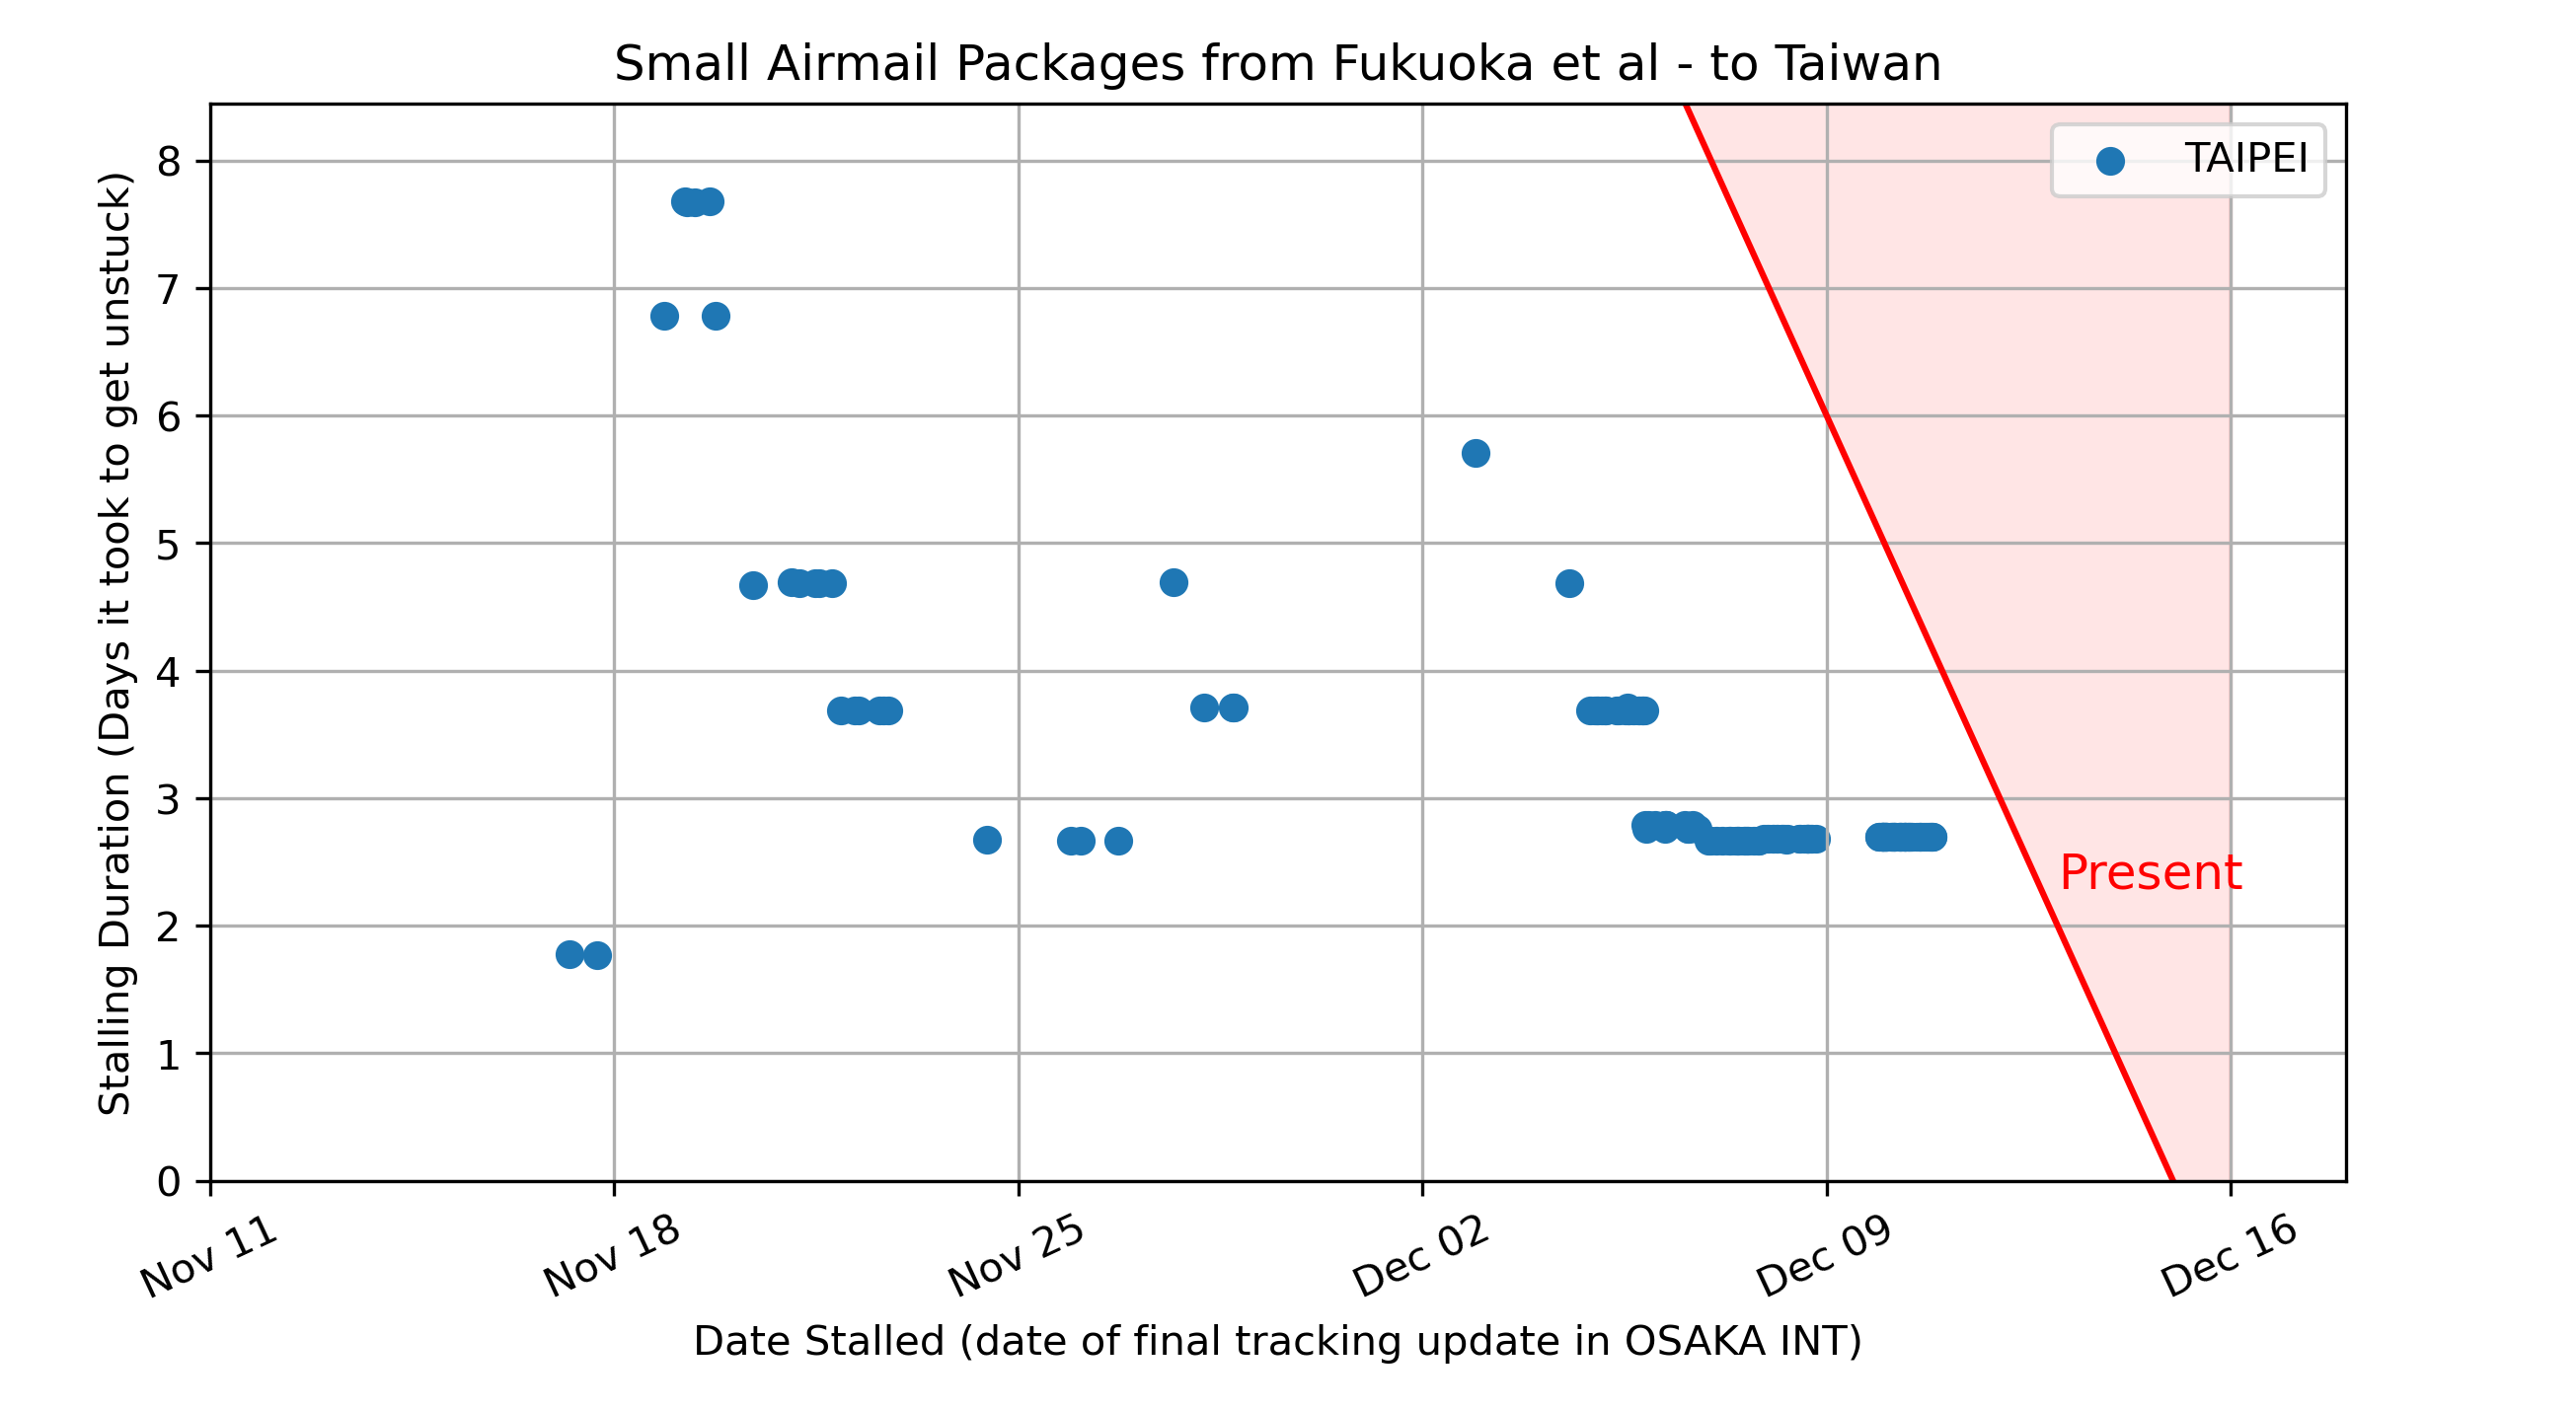 Small Airmail Packages from Fukuoka et al - to Taiwan
TAIPEI
Stalling Duration (Days it took to get unstuck)
8
7
6
5
4
3
2
1
0
Present
Nov 11
Nov 18
Nov 25
Dec 02
Dec 09
Dec 16
Date Stalled (date of final tracking update in OSAKA INT)